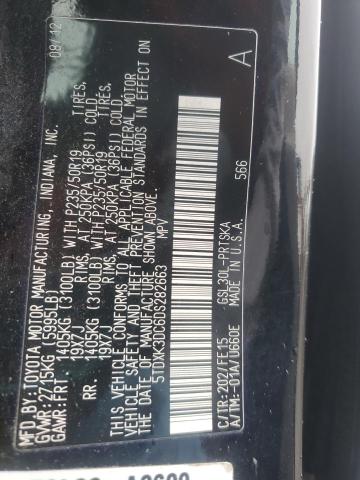 MFD. BY: TOYOTA MOTOR MANUFACTURING, INDIANA, INC. 08/12
GVWR: 2715KG (5995LB)
GAWR: FRT. 1405KG (3100LB) WITH P235/50R19 TIRES,
19X7J RIMS, AT 250KPA (36PSI) COLD.
RR. 1405KG (3100LB) WITH P235/50R19 TIRES,
19X7J RIMS, AT 250KPA (36PSI) COLD.
THIS VEHICLE CONFORMS TO ALL APPLICABLE FEDERAL MOTOR
VEHICLE SAFETY AND THEFT PREVENTION STANDARDS IN EFFECT ON
THE DATE OF MANUFACTURE SHOWN ABOVE.
5TDXK3DC9DS282663 MPV
A
566
C/TR: 202/FE15 GSL30L-PRTSKA
A/TM: -01A/U660E MADE IN U.S.A.